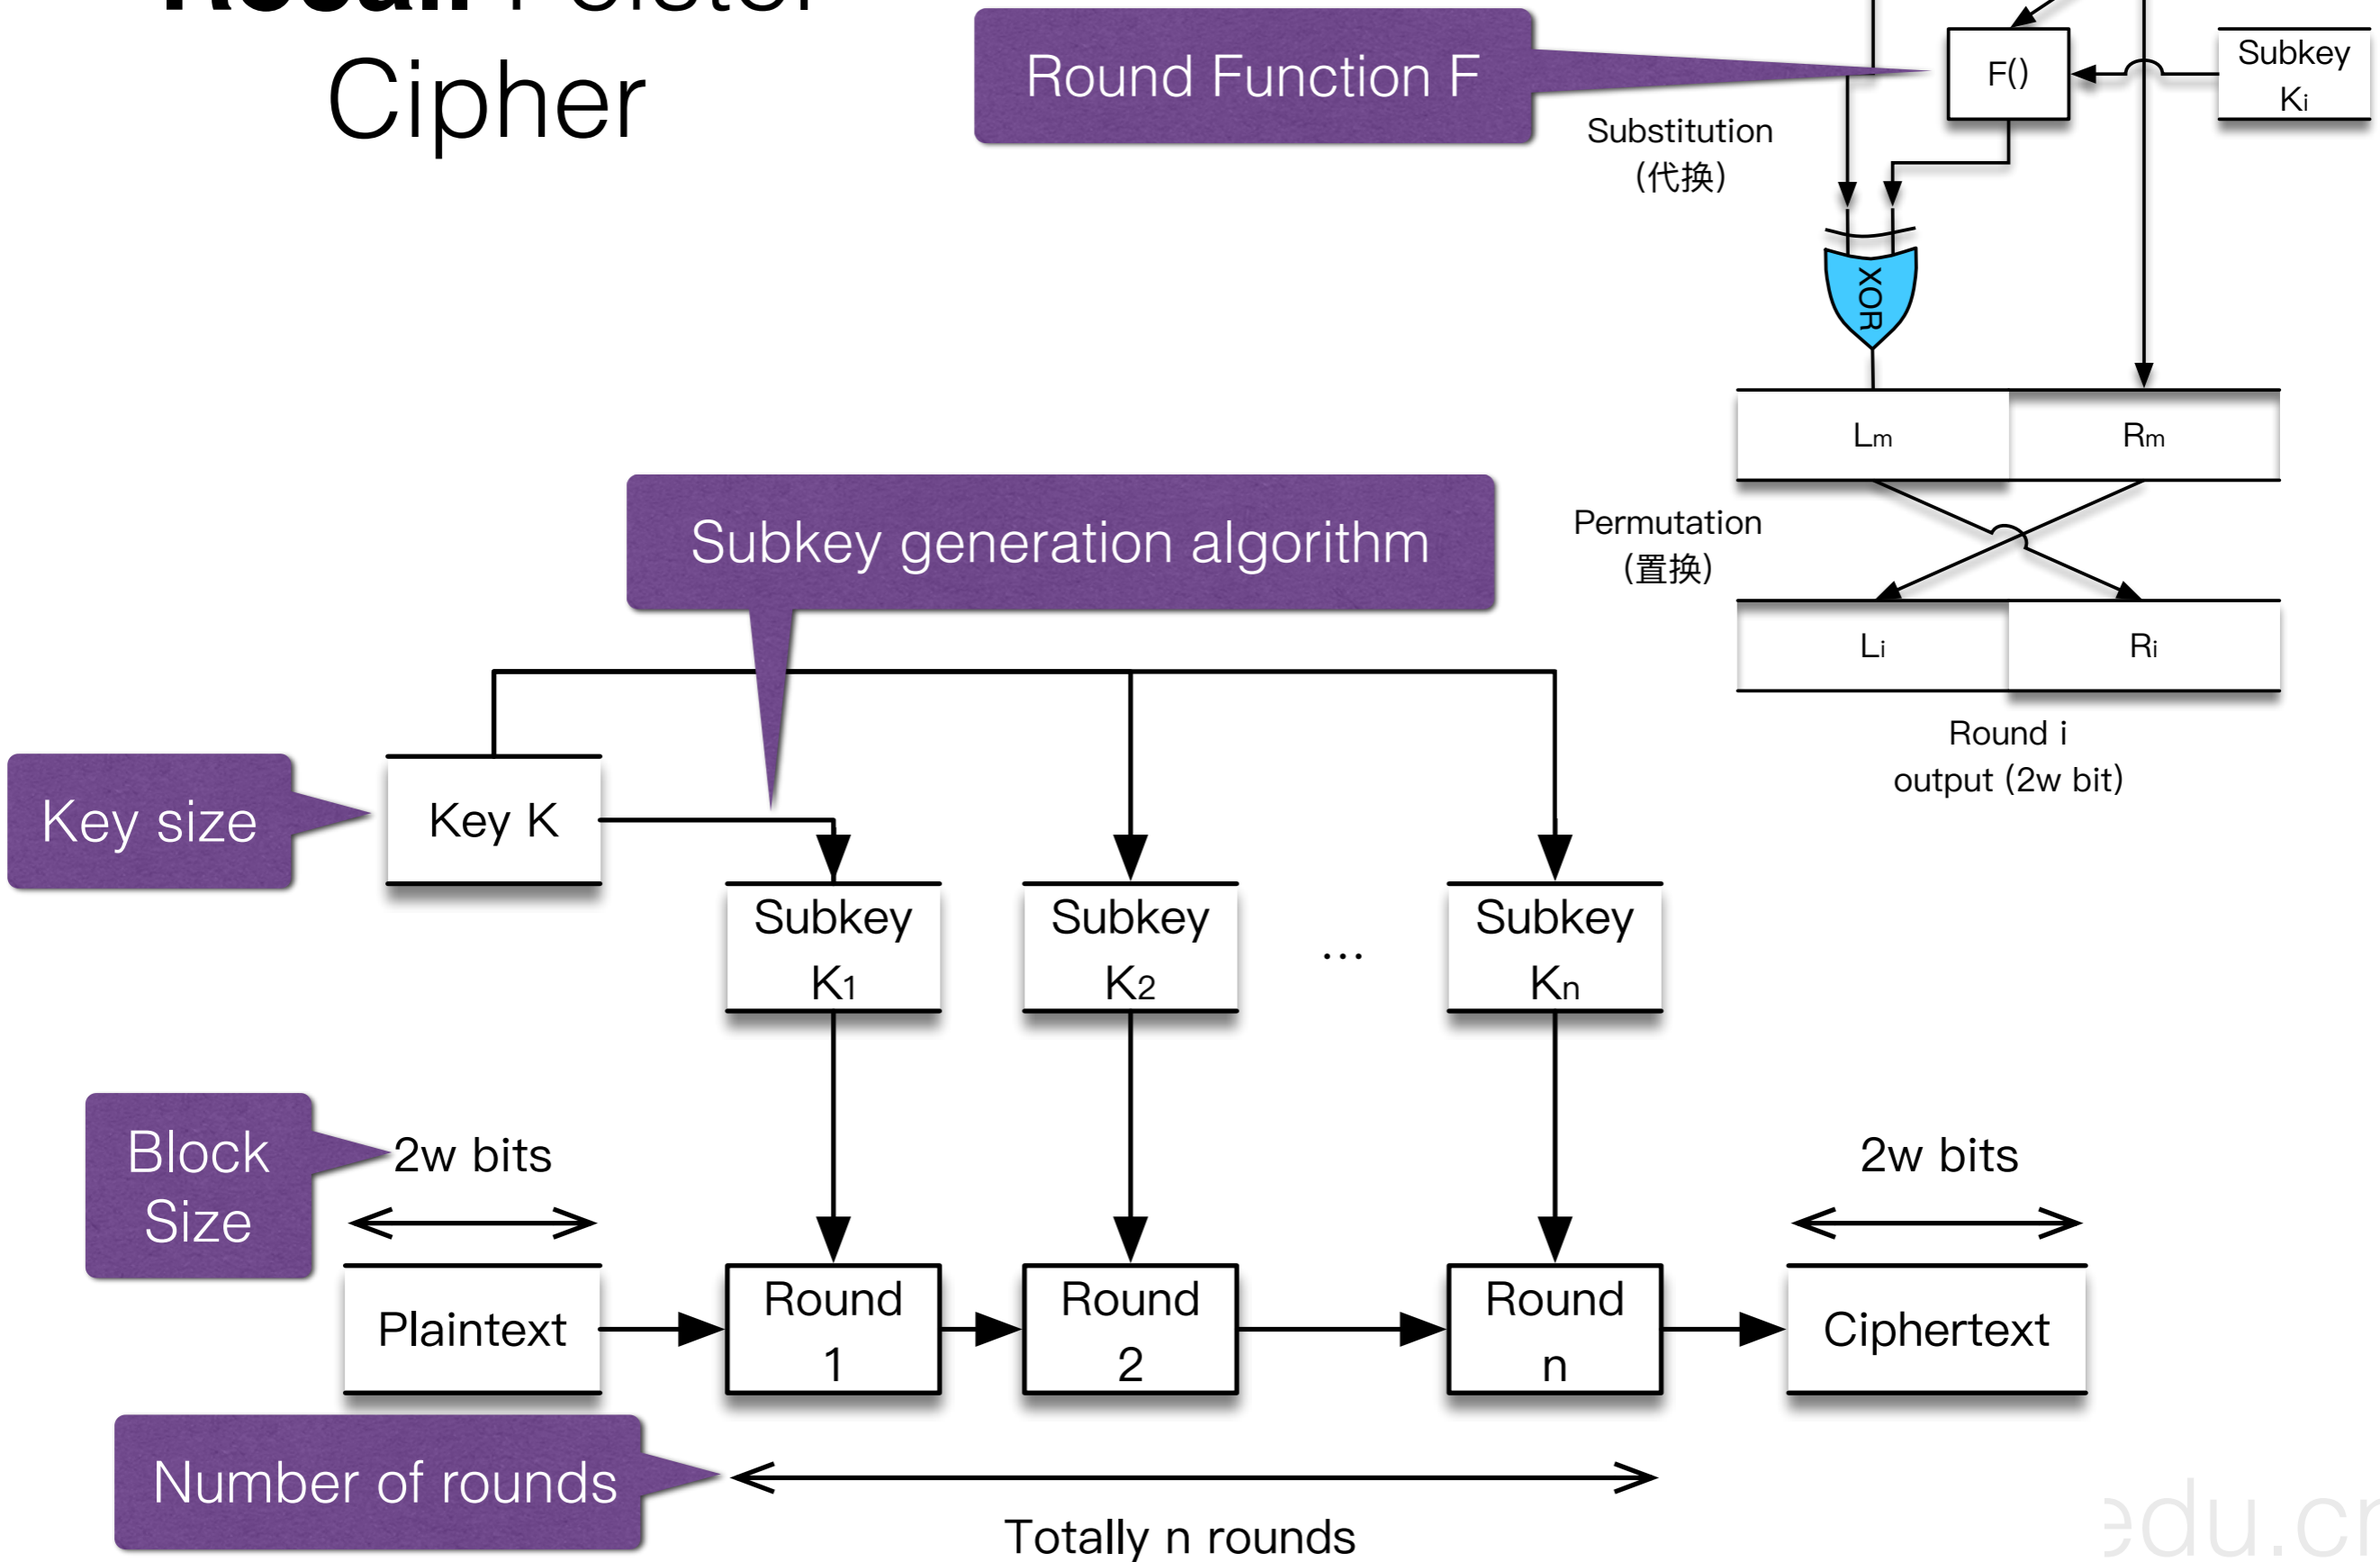 Cipher
Round Function F
F()
Subkey
Ki
Substitution
(代换)
XOR
Lm
Rm
Permutation
(置换)
Li
Ri
Round i
output (2w bit)
Subkey generation algorithm
Key size
Key K
Subkey
K1
Subkey
K2
...
Subkey
Kn
Block
Size
2w bits
2w bits
Plaintext
Round
1
Round
2
Round
n
Ciphertext
Number of rounds
Totally n rounds